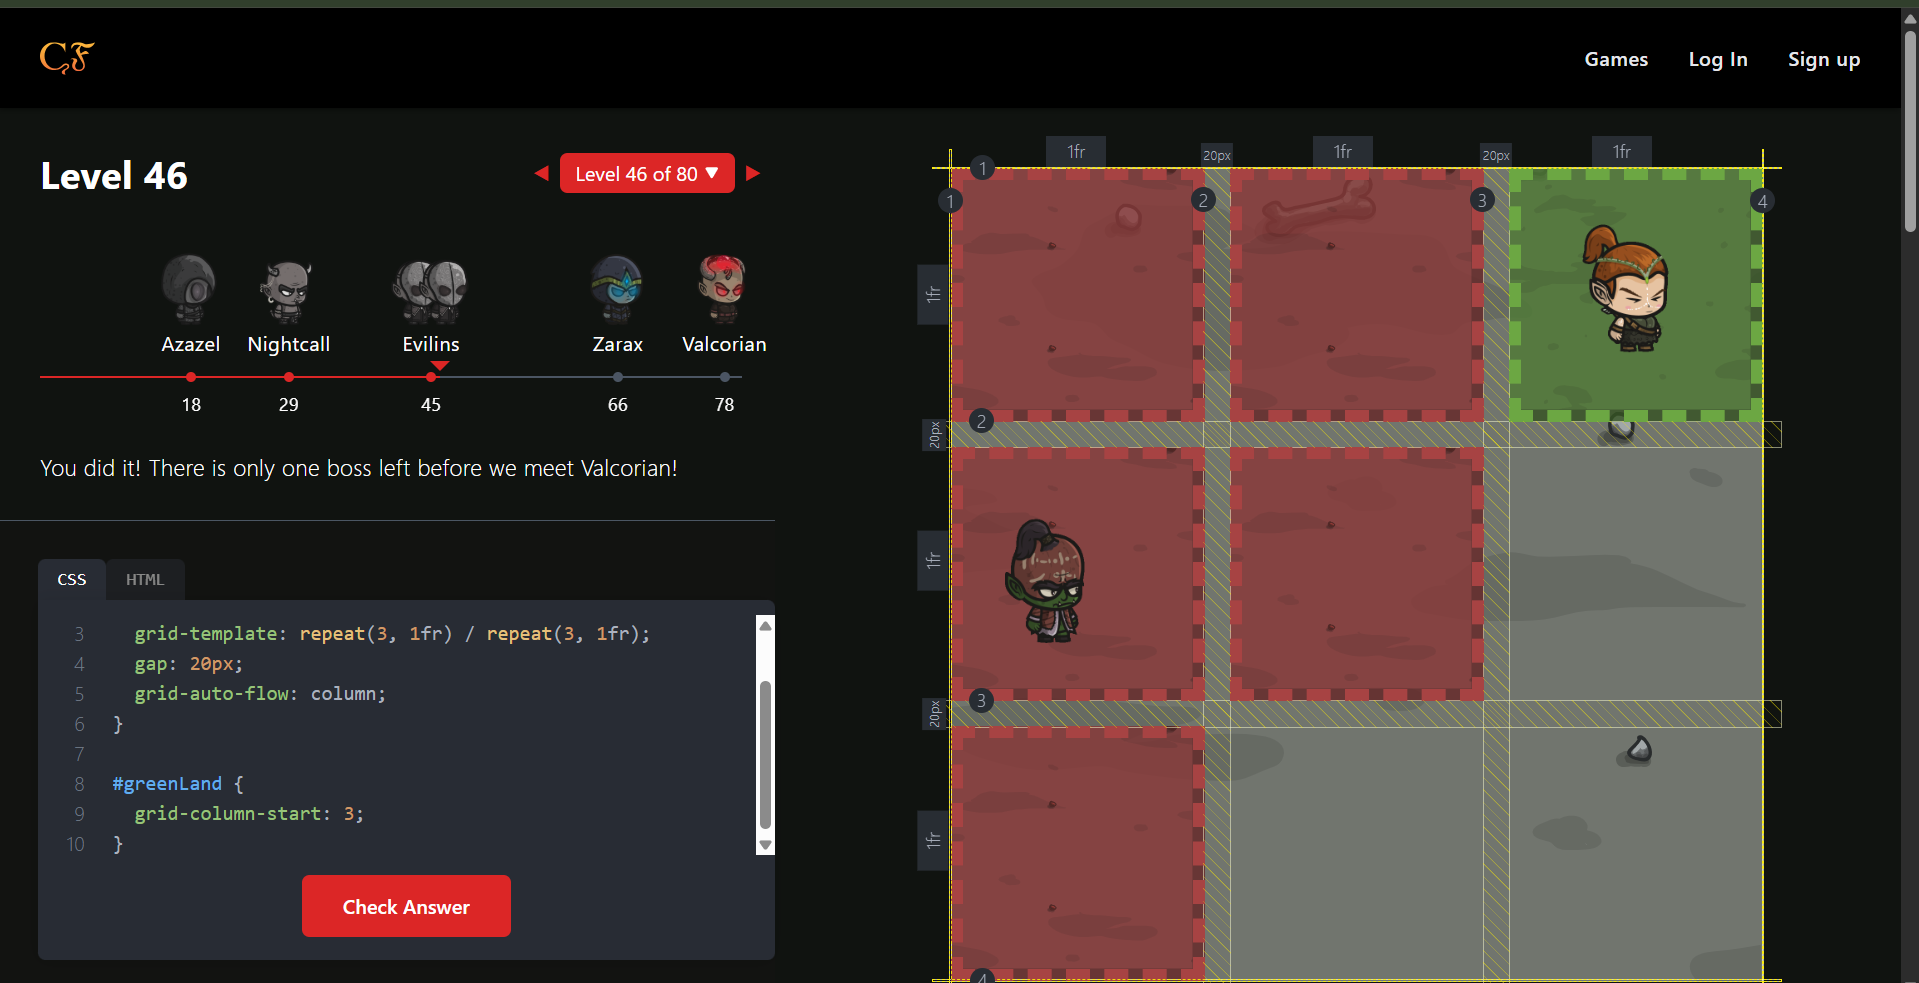 CF
Games Log In Sign up
Level 46
Level 46 of 80 ▼
Azazel Nightcall Evilins Zarax Valcorian
18 29 45 66 78
You did it! There is only one boss left before we meet Valcorian!
CSS HTML
3 grid-template: repeat(3, 1fr) / repeat(3, 1fr);
4 gap: 20px;
5 grid-auto-flow: column;
6 }
7
8 #greenLand {
9 grid-column-start: 3;
10 }
Check Answer
1fr 20px 1fr 20px 1fr
1
1 2 3 4
1fr
2
20px
1fr
3
20px
1fr
4